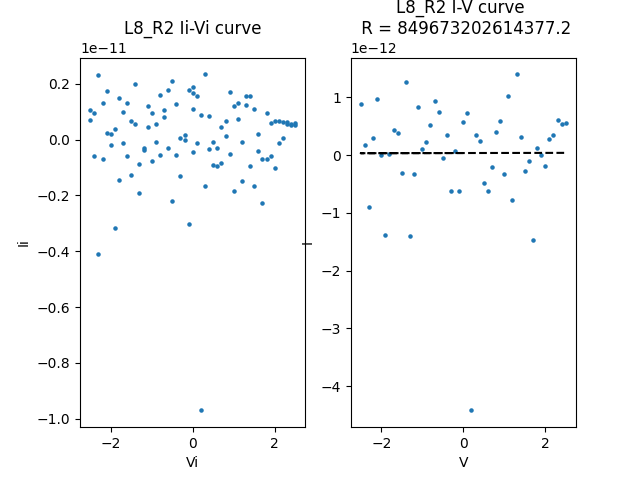 L8_R2 Ii-Vi curve
1e−11
0.2
0.0
−0.2
−0.4
−0.6
−0.8
−1.0
Ii
−2
0
2
Vi
L8_R2 I-V curve
R = 849673202614377.2
1e−12
1
0
−1
−2
−3
−4
I
−2
0
2
V